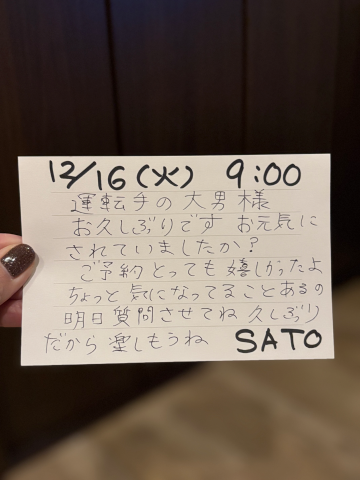 12/16(火) 9:00
運転手の大男様
お久しぶりです お元気に
されていましたか?
ご予約とっても嬉しかったよ
ちょっと気になってることあるの
明日質問させてね 久しぶり
だから楽しもうね SATO